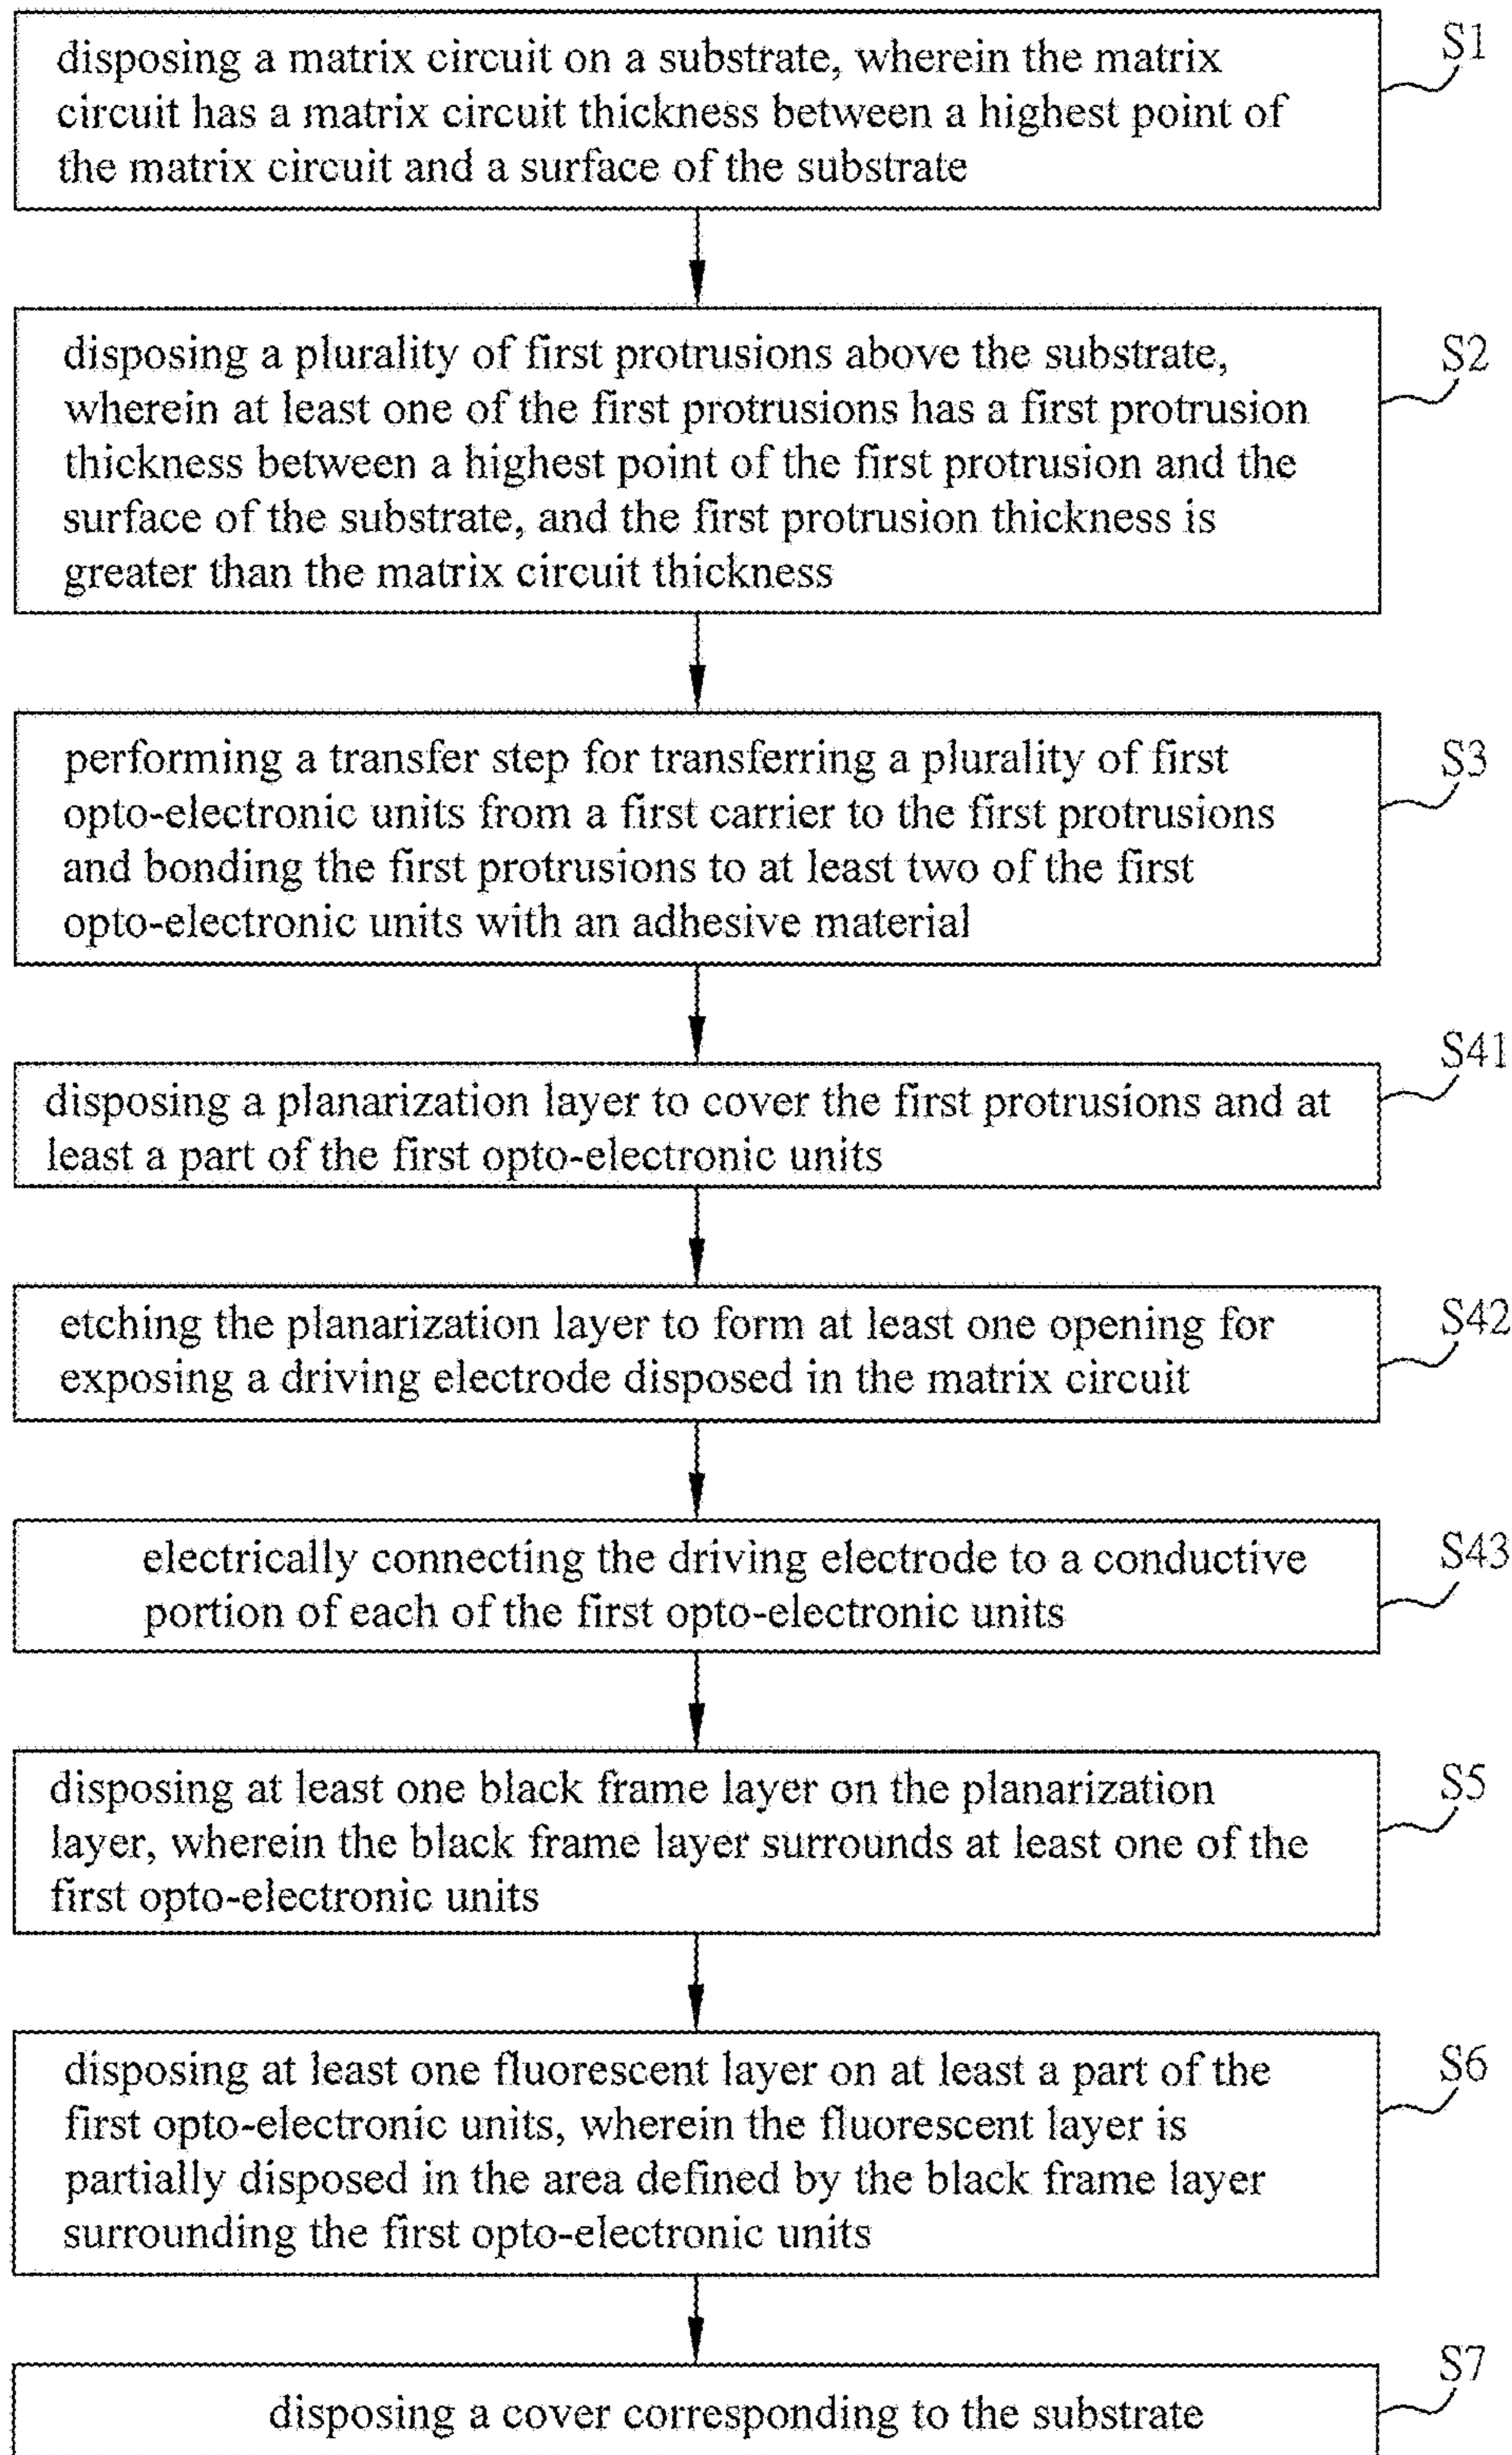 S1
disposing a matrix circuit on a substrate, wherein the matrix
circuit has a matrix circuit thickness between a highest point of
the matrix circuit and a surface of the substrate
S2
disposing a plurality of first protrusions above the substrate,
wherein at least one of the first protrusions has a first protrusion
thickness between a highest point of the first protrusion and the
surface of the substrate, and the first protrusion thickness is
greater than the matrix circuit thickness
S3
performing a transfer step for transferring a plurality of first
opto-electronic units from a first carrier to the first protrusions
and bonding the first protrusions to at least two of the first
opto-electronic units with an adhesive material
S41
disposing a planarization layer to cover the first protrusions and at
least a part of the first opto-electronic units
S42
etching the planarization layer to form at least one opening for
exposing a driving electrode disposed in the matrix circuit
S43
electrically connecting the driving electrode to a conductive
portion of each of the first opto-electronic units
S5
disposing at least one black frame layer on the planarization
layer, wherein the black frame layer surrounds at least one of the
first opto-electronic units
S6
disposing at least one fluorescent layer on at least a part of the
first opto-electronic units, wherein the fluorescent layer is
partially disposed in the area defined by the black frame layer
surrounding the first opto-electronic units
S7
disposing a cover corresponding to the substrate